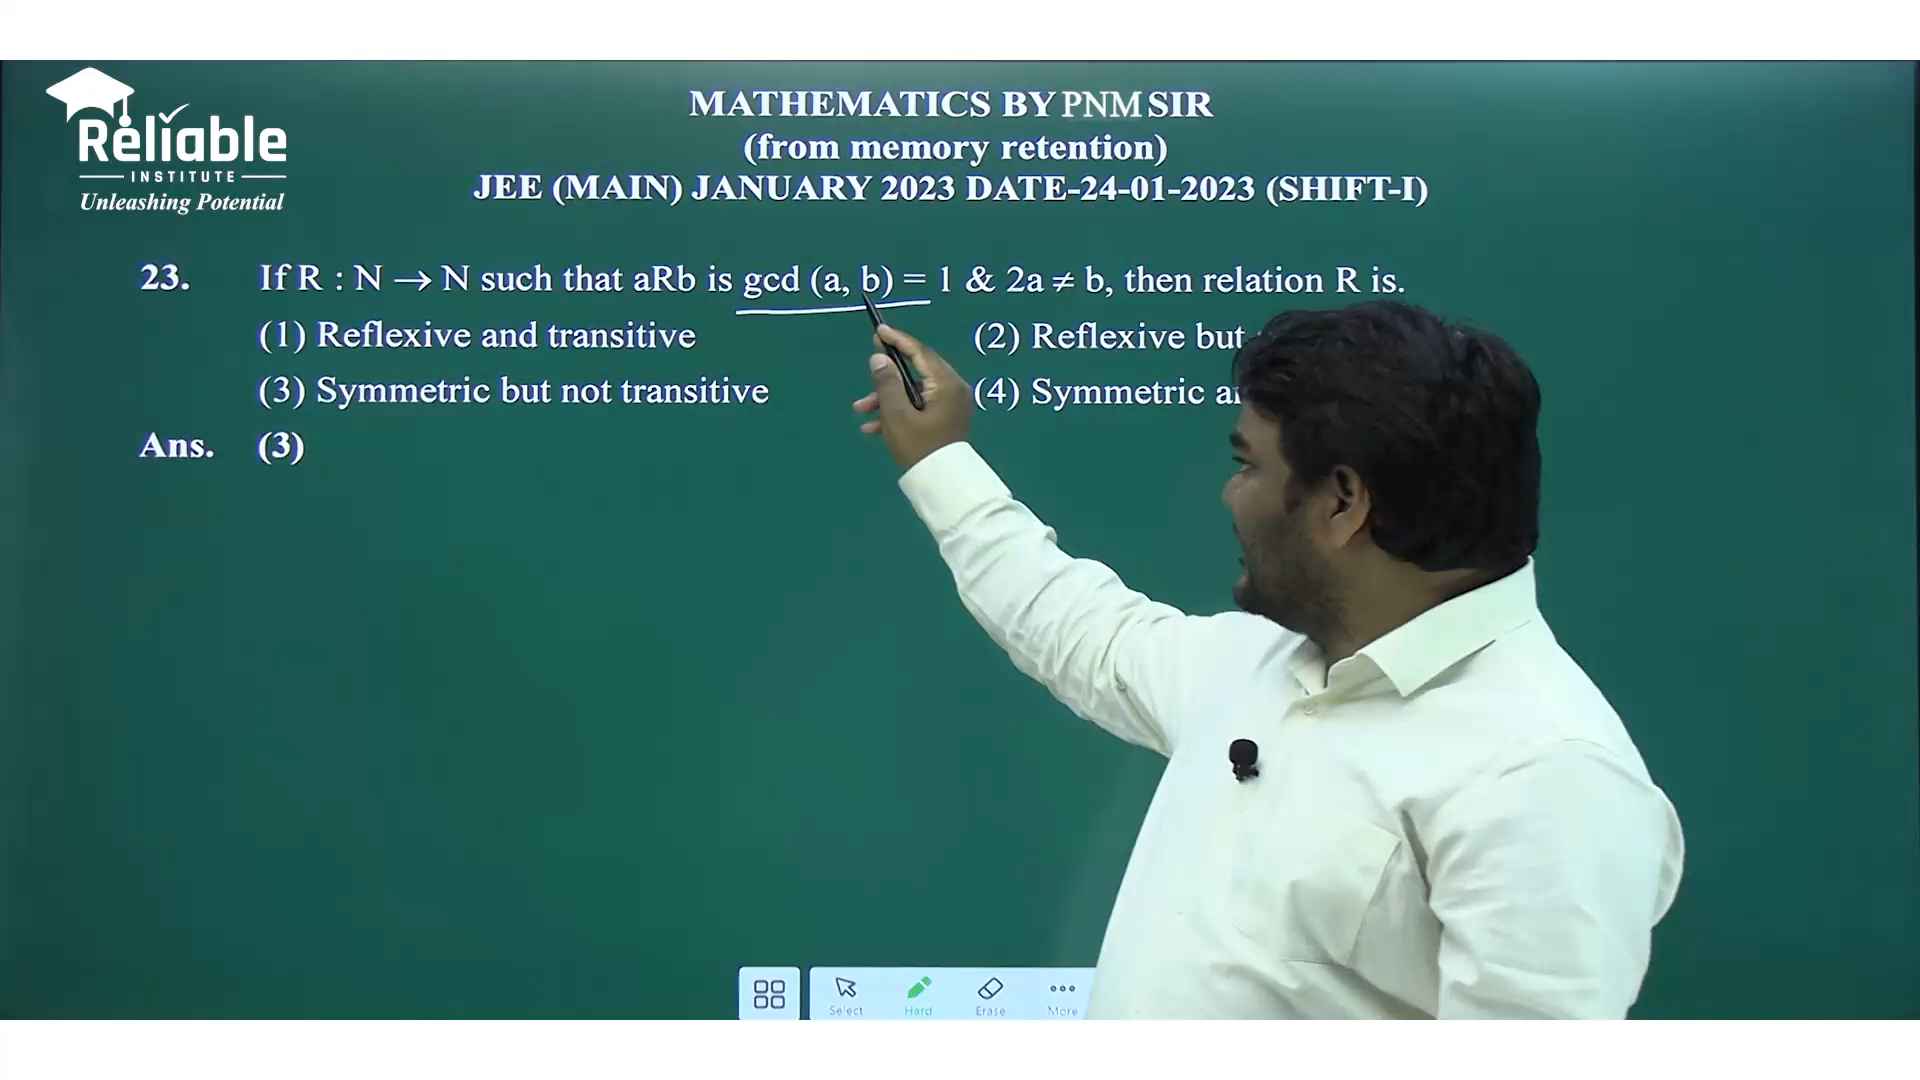 Reliable
INSTITUTE
Unleashing Potential
MATHEMATICS BY PNM SIR
(from memory retention)
JEE (MAIN) JANUARY 2023 DATE-24-01-2023 (SHIFT-I)
23. If R : N → N such that aRb is gcd (a, b) = 1 & 2a ≠ b, then relation R is.
(1) Reflexive and transitive (2) Reflexive but
(3) Symmetric but not transitive (4) Symmetric
Ans. (3)
Select Hard Erase More